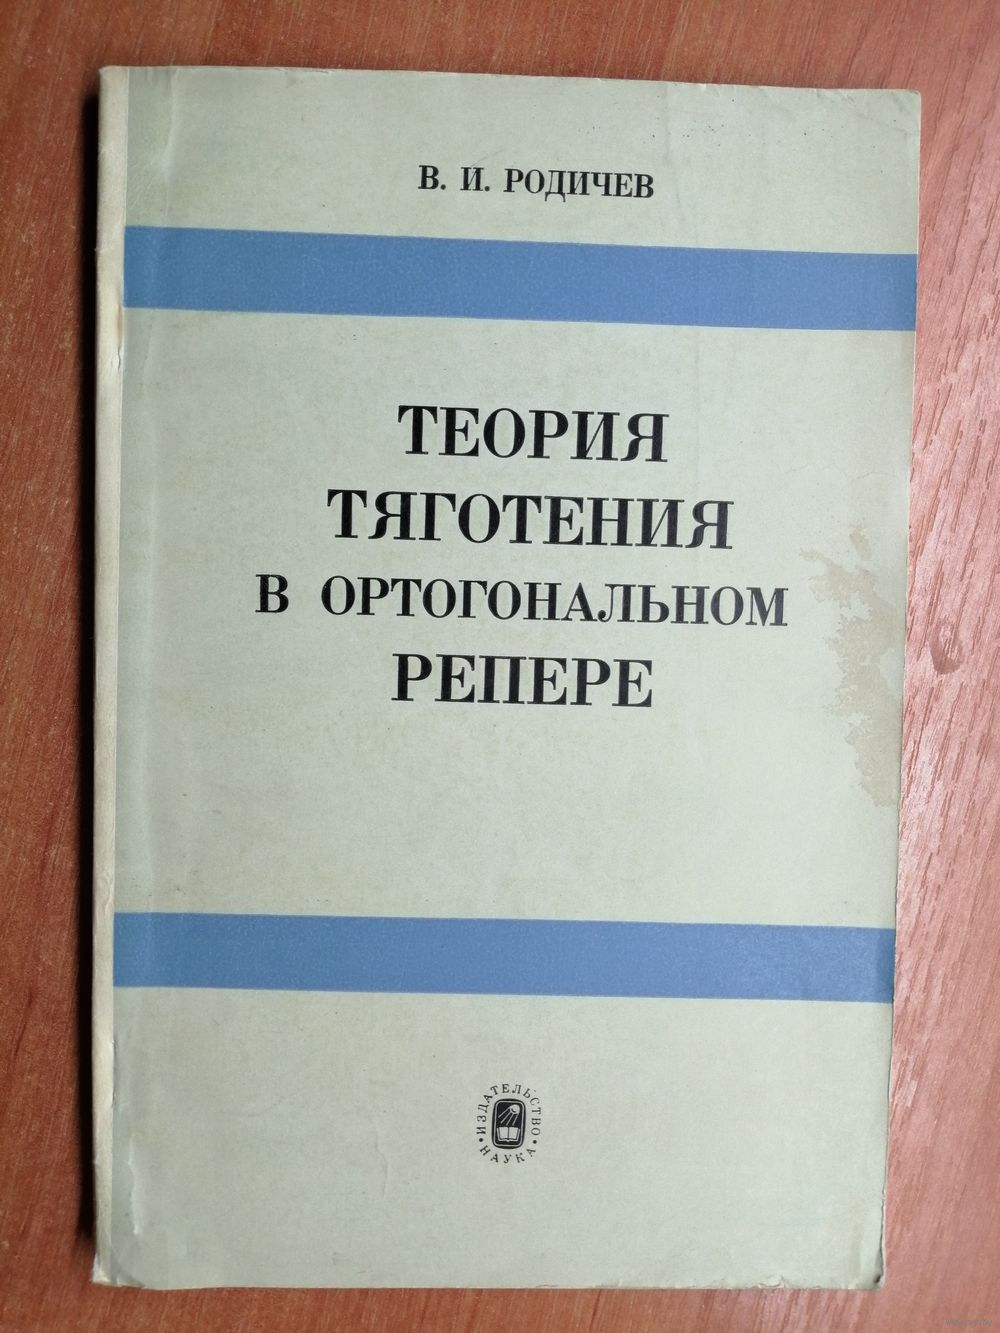 В. И. РОДИЧЕВ
ТЕОРИЯ
ТЯГОТЕНИЯ
В ОРТОГОНАЛЬНОМ
РЕПЕРЕ
ИЗДАТЕЛЬСТВО
НАУКА